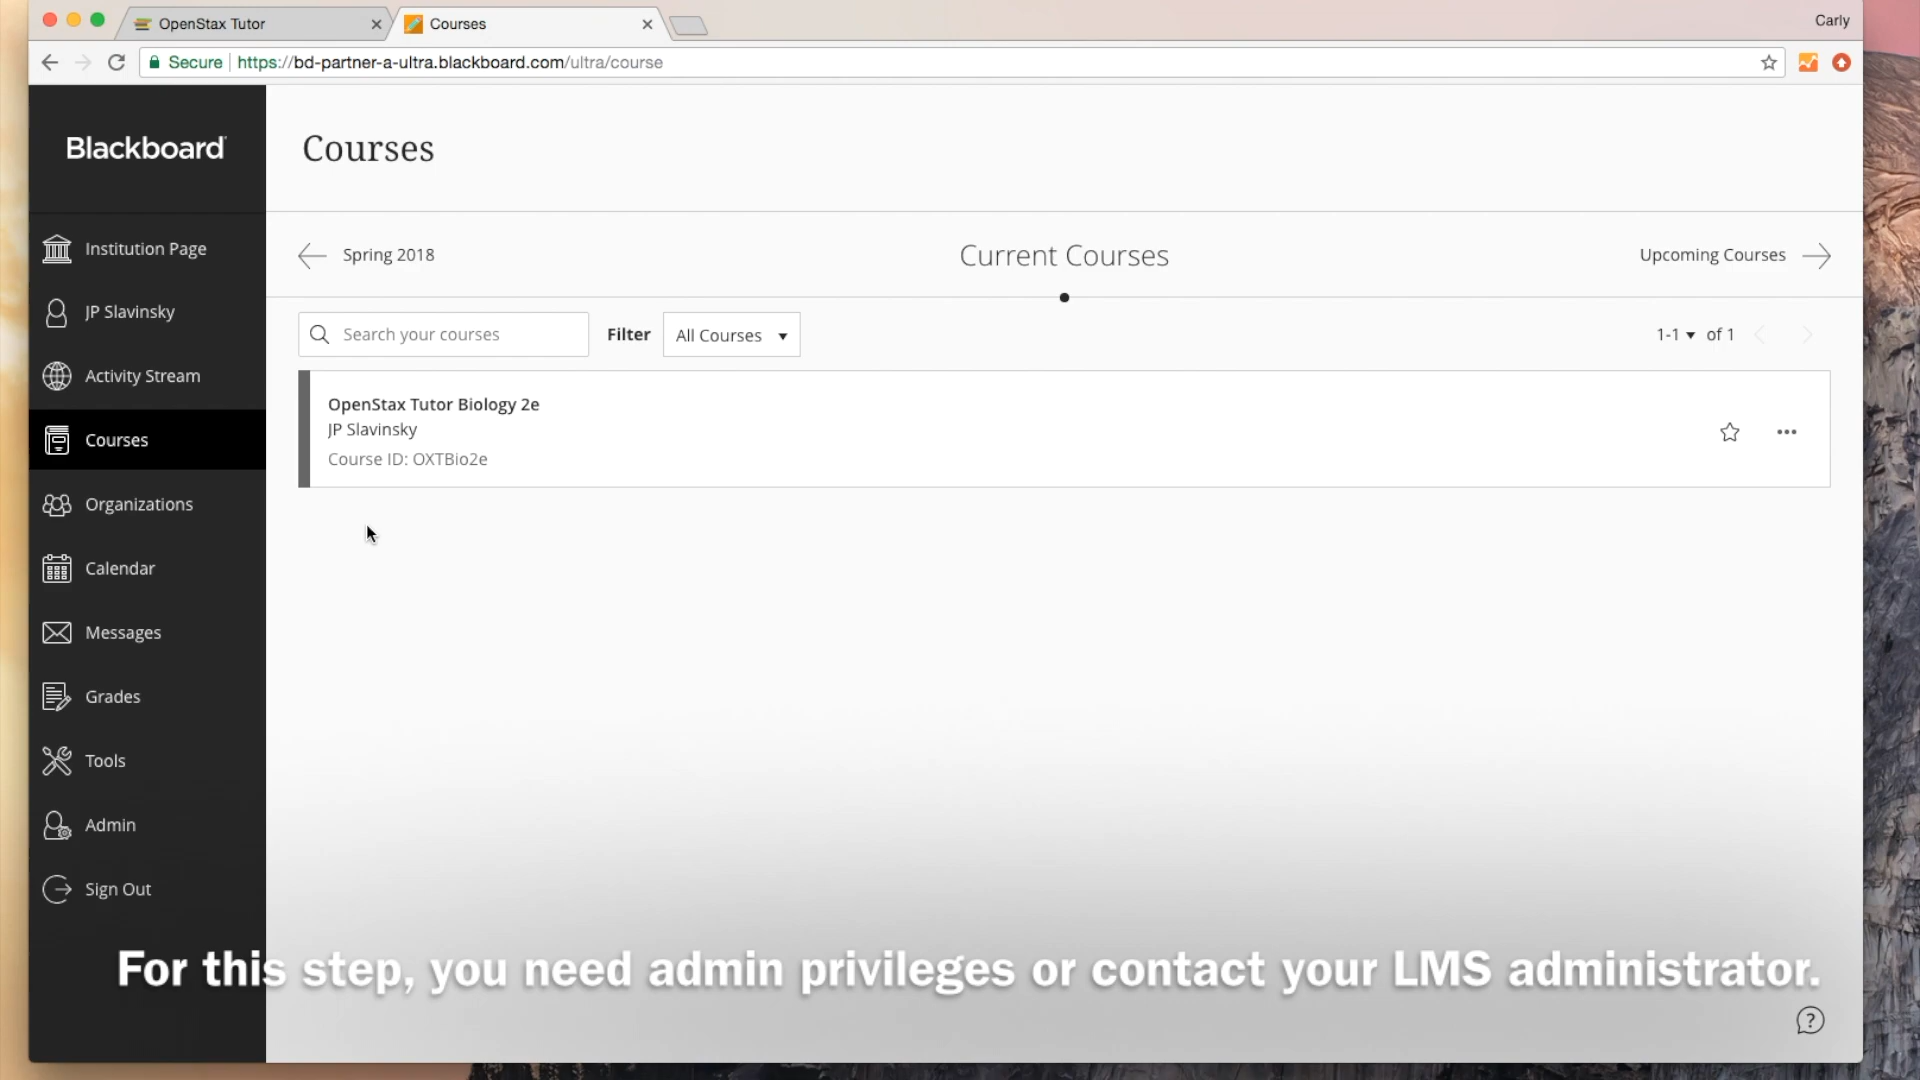 OpenStax Tutor
Courses
Carly
Secure
https://bd-partner-a-ultra.blackboard.com/ultra/course
Blackboard
Courses
Institution Page
JP Slavinsky
Activity Stream
Courses
Organizations
Calendar
Messages
Grades
Tools
Admin
Sign Out
Spring 2018
Current Courses
Upcoming Courses
Search your courses
Filter
All Courses
1-1 of 1
OpenStax Tutor Biology 2e
JP Slavinsky
Course ID: OXTBio2e
For this step, you need admin privileges or contact your LMS administrator.
?